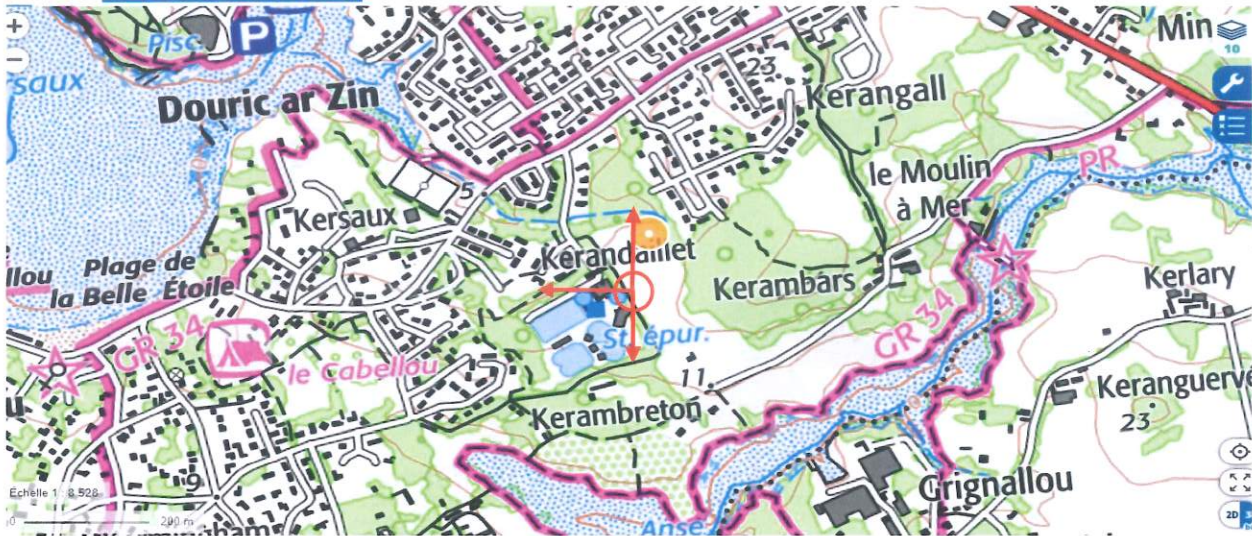 +
Pisc.
P
Min
10
saux
23
Kerangall
Douric ar Zin
PR
le Moulin
à Mer
5
Kersaux
Kerandaillet
Kerambars
Kerlary
llou
Plage de
la Belle Étoile
GR 34
GR 34
St. épur.
le Cabellou
11
Keranguervé
u
Kerambreton
23
9
Échelle 1 : 8 528
0
200 m
Grignallou
Anse
2D